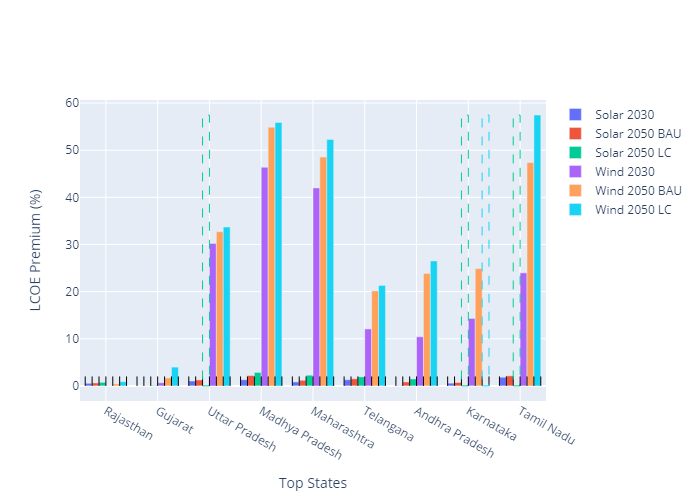 60
50
40
30
20
10
0
LCOE Premium (%)
Rajasthan
Gujarat
Uttar Pradesh
Madhya Pradesh
Maharashtra
Telangana
Andhra Pradesh
Karnataka
Tamil Nadu
Top States
Solar 2030
Solar 2050 BAU
Solar 2050 LC
Wind 2030
Wind 2050 BAU
Wind 2050 LC